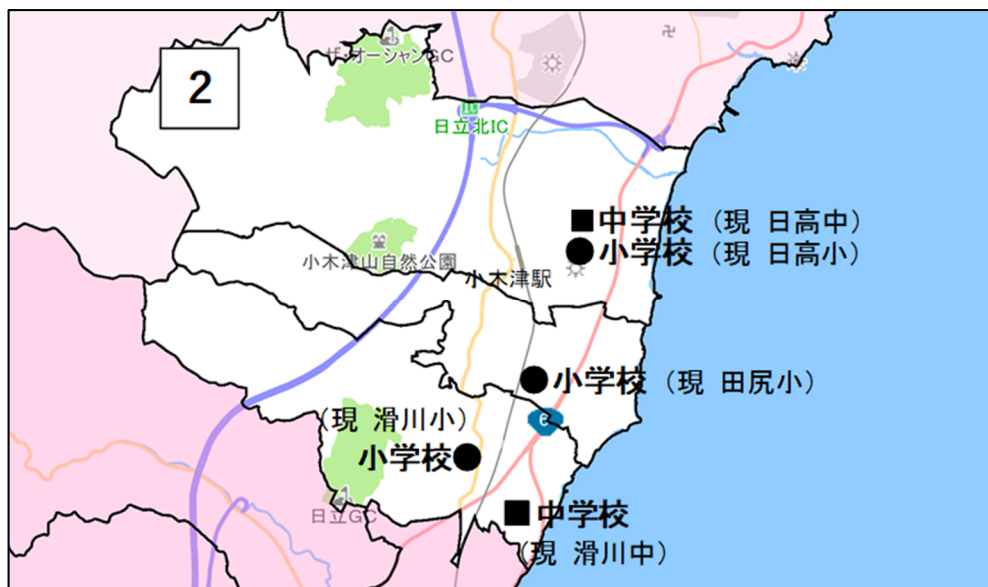 ザ・オーシャンGC
2
日立北IC
■中学校 (現 日高中)
●小学校 (現 日高小)
小木津山自然公園
小木津駅
●小学校 (現 田尻小)
(現 滑川小)
小学校●
6
日立GC
■中学校
(現 滑川中)